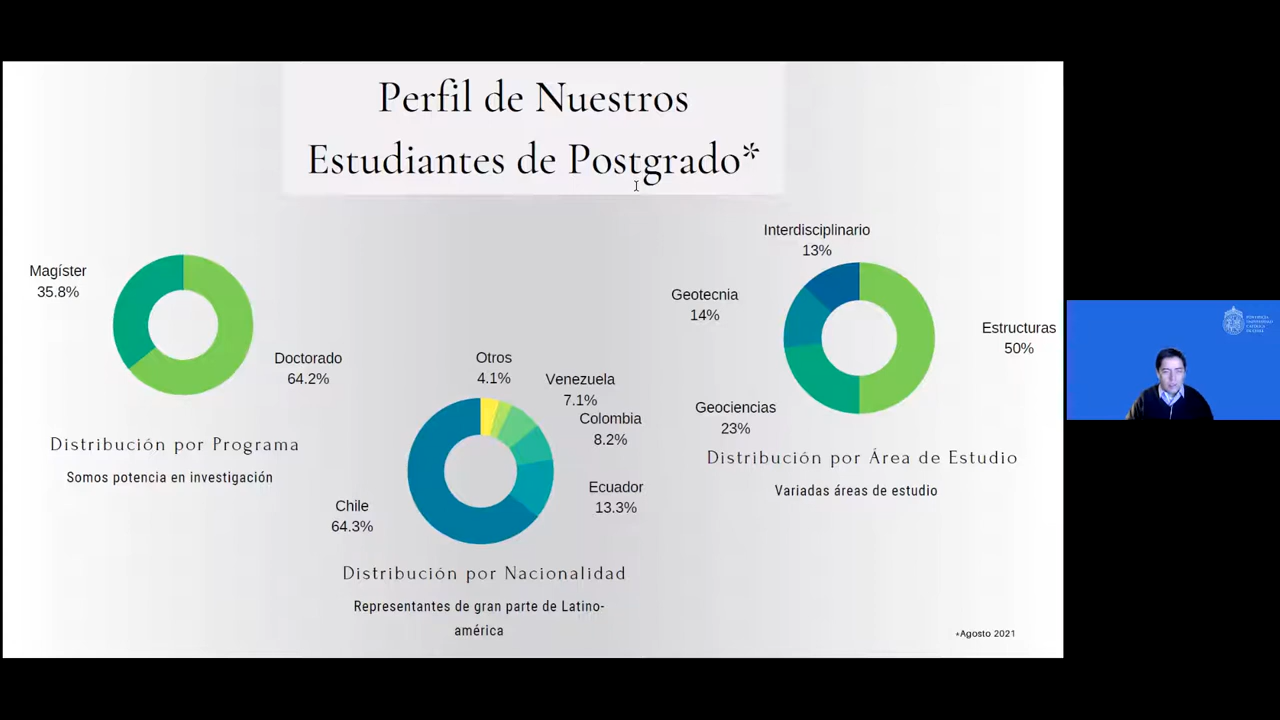 Perfil de Nuestros
Estudiantes de Postgrado*
Magíster
35.8%
Doctorado
64.2%
Distribución por Programa
Somos potencia en investigación
Otros
4.1%
Venezuela
7.1%
Colombia
8.2%
Ecuador
13.3%
Chile
64.3%
Distribución por Nacionalidad
Representantes de gran parte de Latino-
américa
Interdisciplinario
13%
Geotecnia
14%
Estructuras
50%
Geociencias
23%
Distribución por Área de Estudio
Variadas áreas de estudio
*Agosto 2021